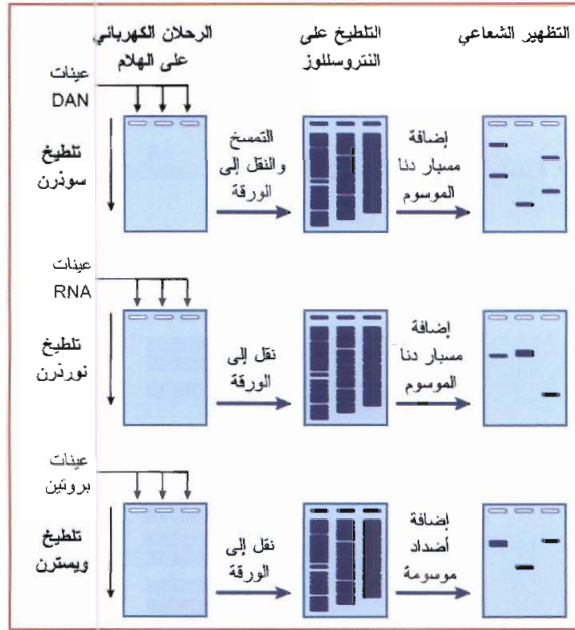 الرحلان الكهربائي
على الهلام
التلطيخ على
النتروسللوز
التظهير الشعاعي
عينات
DAN
تلطيخ
سوذرن
التمسخ
والنقل إلى
الورقة
إضافة
مسبار دنا
الموسوم
عينات
RNA
تلطيخ
نورذرن
نقل إلى
الورقة
إضافة
مسبار دنا
الموسوم
عينات
بروتين
تلطيخ
ويسترن
نقل إلى
الورقة
إضافة
أضداد
موسومة